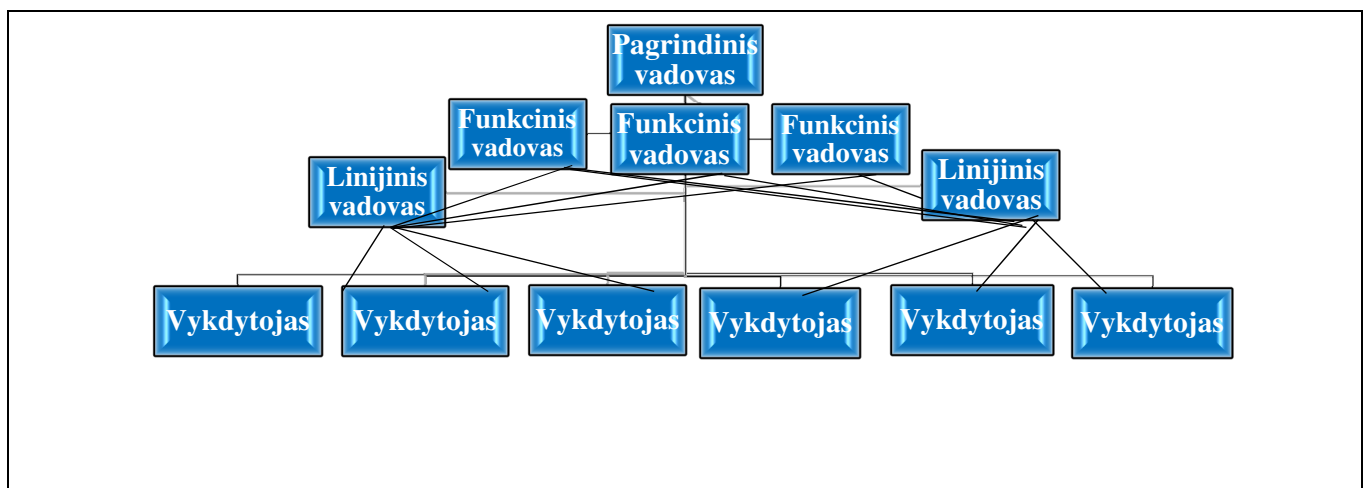 Pagrindinis
vadovas
Funkcinis
vadovas
Funkcinis
vadovas
Funkcinis
vadovas
Linijinis
vadovas
Linijinis
vadovas
Vykdytojas
Vykdytojas
Vykdytojas
Vykdytojas
Vykdytojas
Vykdytojas